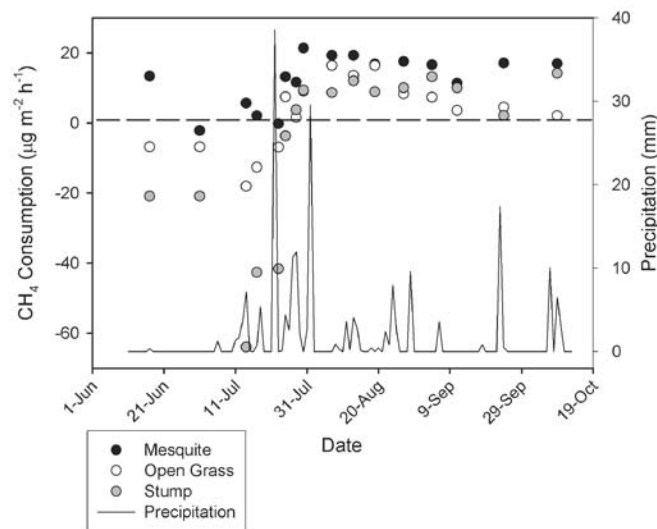 20
0
-20
-40
-60
CH₄ Consumption (µg m⁻² h⁻¹)
40
30
20
10
0
Precipitation (mm)
1-Jun
21-Jun
11-Jul
31-Jul
20-Aug
9-Sep
29-Sep
19-Oct
Date
Mesquite
Open Grass
Stump
Precipitation